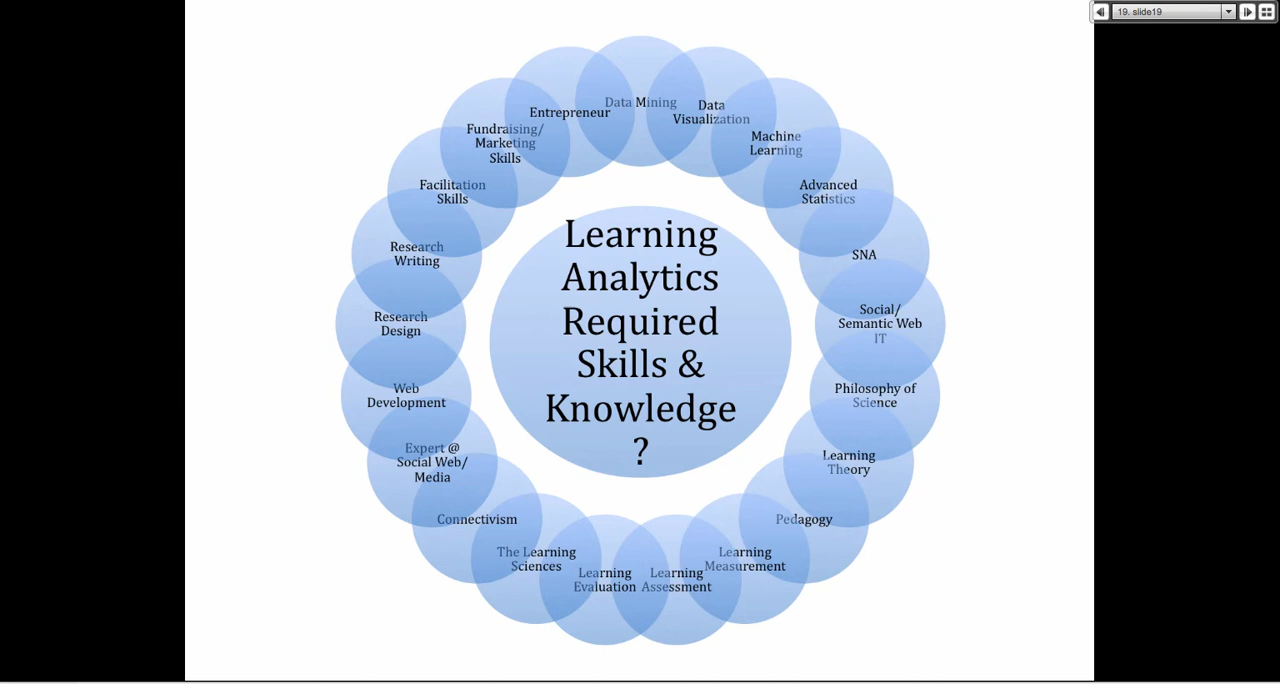 19. slide19
Data Mining
Data
Visualization
Machine
Learning
Advanced
Statistics
SNA
Social/
Semantic Web
IT
Philosophy of
Science
Learning
Theory
Pedagogy
Learning
Measurement
Learning
Assessment
Learning
Evaluation
The Learning
Sciences
Connectivism
Expert @
Social Web/
Media
Web
Development
Research
Design
Research
Writing
Facilitation
Skills
Fundraising/
Marketing
Skills
Entrepreneur
Learning
Analytics
Required
Skills &
Knowledge
?